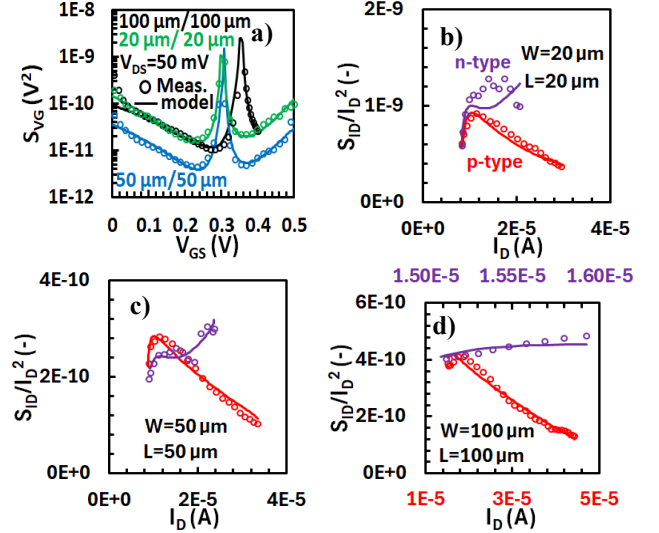 a)
100 μm/100 μm
20 μm/ 20 μm
V_DS=50 mV
Meas.
model
50 μm/50 μm
S_VG (V²)
1E-8
1E-9
1E-10
1E-11
1E-12
0 0.1 0.2 0.3 0.4 0.5
V_GS (V)
b)
n-type
W=20 μm
L=20 μm
p-type
S_ID/I_D² (-)
2E-9
1E-9
0E+0
0E+0 2E-5 4E-5
I_D (A)
c)
S_ID/I_D² (-)
4E-10
2E-10
0E+0
W=50 μm
L=50 μm
0E+0 2E-5 4E-5
I_D (A)
1.50E-5 1.55E-5 1.60E-5
d)
S_ID/I_D² (-)
6E-10
4E-10
2E-10
0E+0
W=100 μm
L=100 μm
1E-5 3E-5 5E-5
I_D (A)